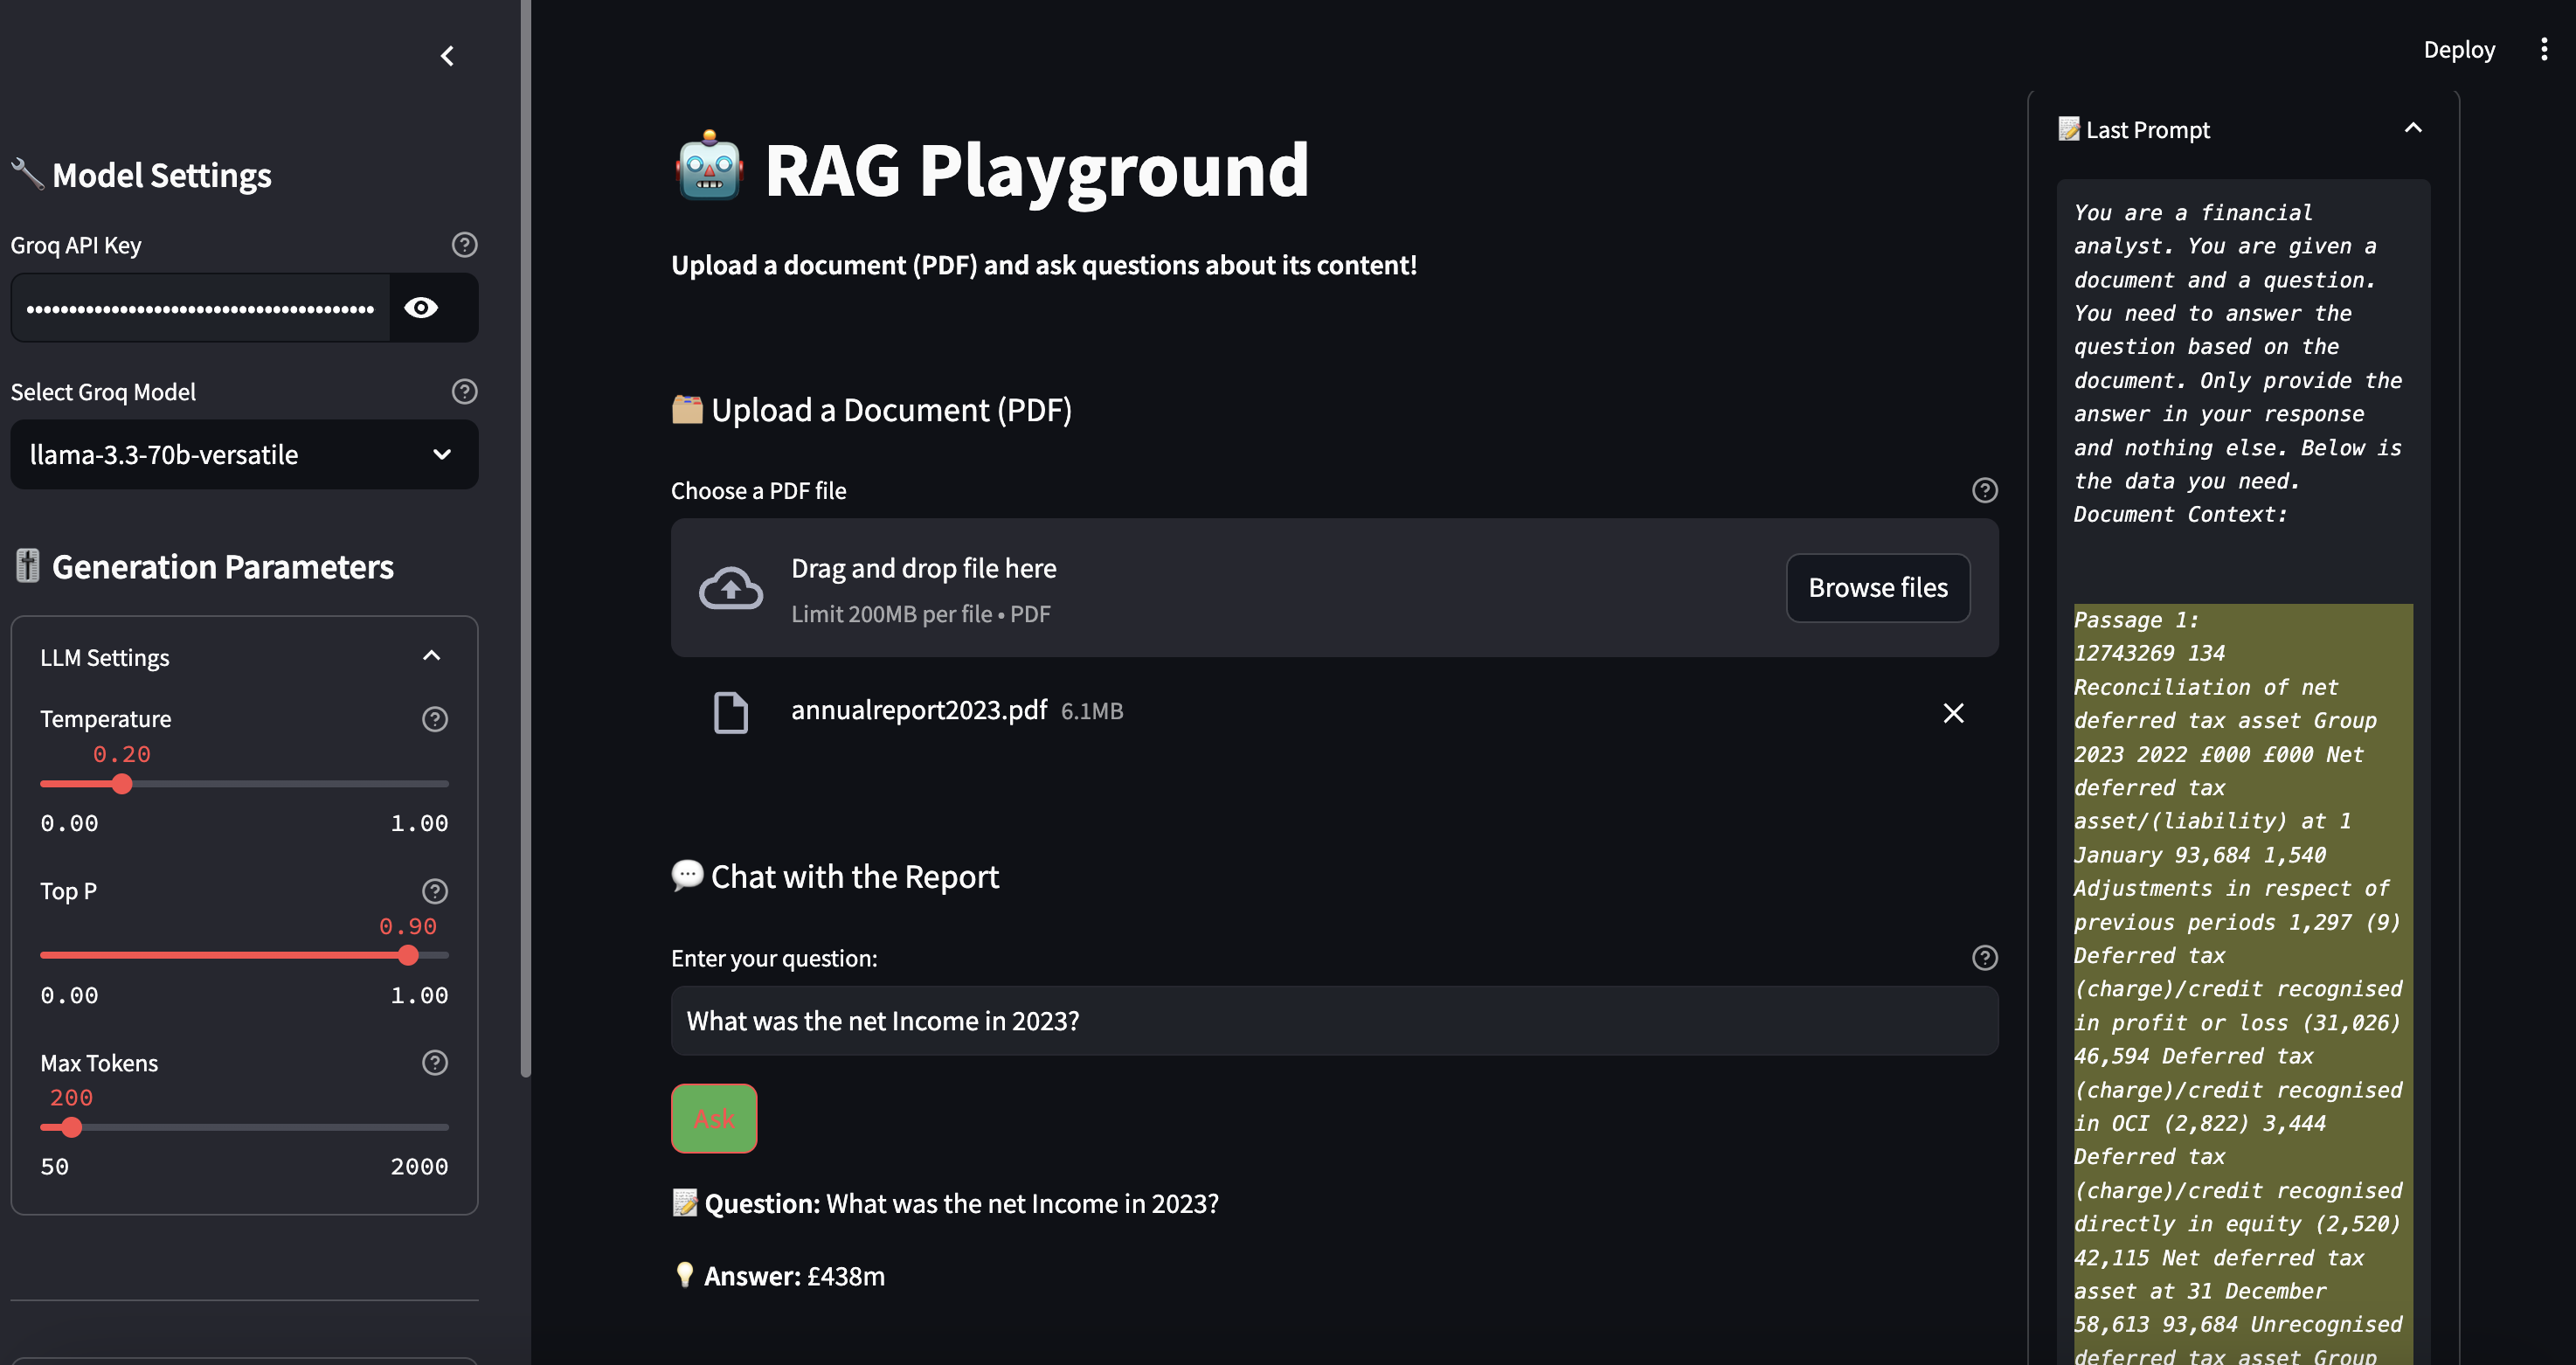 Model Settings
Groq API Key
••••••••••••••••••••••••••••••••••••••••
Select Groq Model
llama-3.3-70b-versatile
Generation Parameters
LLM Settings
Temperature
0.20
0.00 1.00
Top P
0.90
0.00 1.00
Max Tokens
200
50 2000
Deploy
RAG Playground
Upload a document (PDF) and ask questions about its content!
Upload a Document (PDF)
Choose a PDF file
Drag and drop file here
Limit 200MB per file • PDF
Browse files
annualreport2023.pdf 6.1MB
Chat with the Report
Enter your question:
What was the net Income in 2023?
Ask
Question: What was the net Income in 2023?
Answer: £438m
Last Prompt
You are a financial
analyst. You are given a
document and a question.
You need to answer the
question based on the
document. Only provide the
answer in your response
and nothing else. Below is
the data you need.
Document Context:
Passage 1:
12743269 134
Reconciliation of net
deferred tax asset Group
2023 2022 £000 £000 Net
deferred tax
asset/(liability) at 1
January 93,684 1,540
Adjustments in respect of
previous periods 1,297 (9)
Deferred tax
(charge)/credit recognised
in profit or loss (31,026)
46,594 Deferred tax
(charge)/credit recognised
in OCI (2,822) 3,444
Deferred tax
(charge)/credit recognised
directly in equity (2,520)
42,115 Net deferred tax
asset at 31 December
58,613 93,684 Unrecognised
deferred tax asset Group